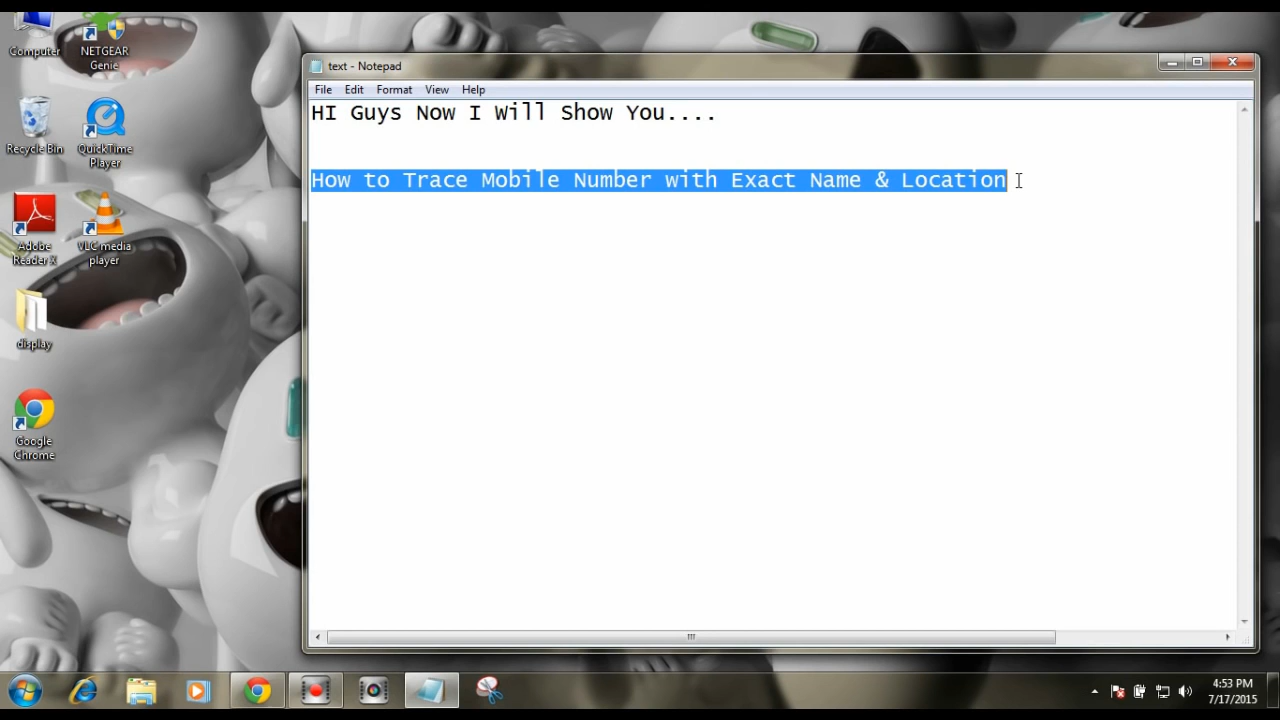 Computer
NETGEAR
Genie
Recycle Bin
QuickTime
Player
Adobe
Reader X
VLC media
player
display
Google
Chrome
text - Notepad
File Edit Format View Help
HI Guys Now I Will Show You....
How to Trace Mobile Number with Exact Name & Location
4:53 PM
7/17/2015